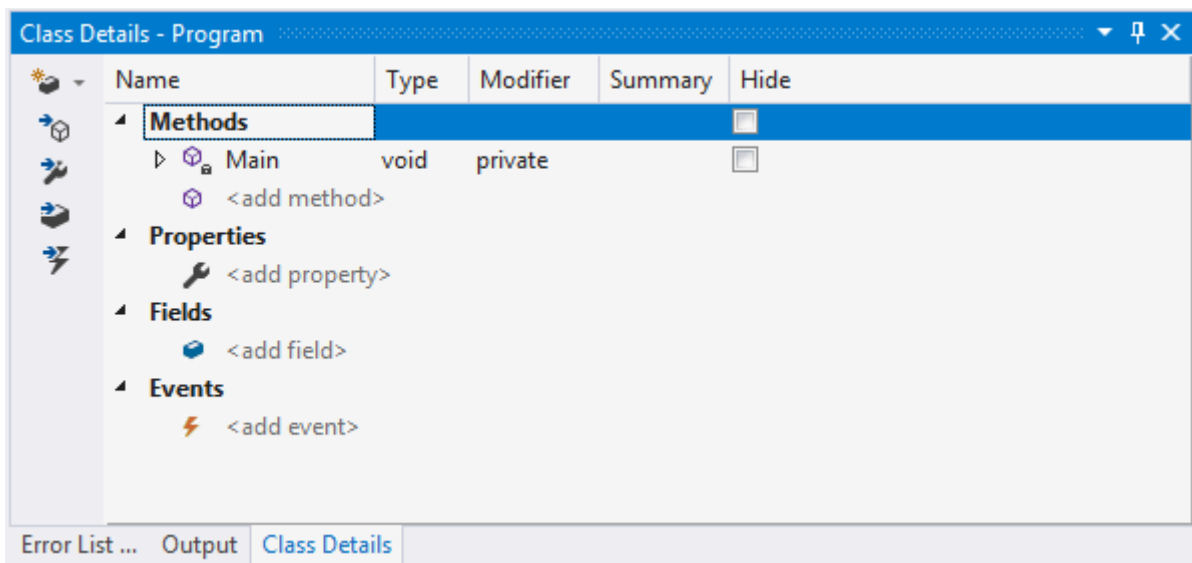 Class Details - Program
Name Type Modifier Summary Hide
Methods
Main void private
<add method>
Properties
<add property>
Fields
<add field>
Events
<add event>
Error List ... Output Class Details